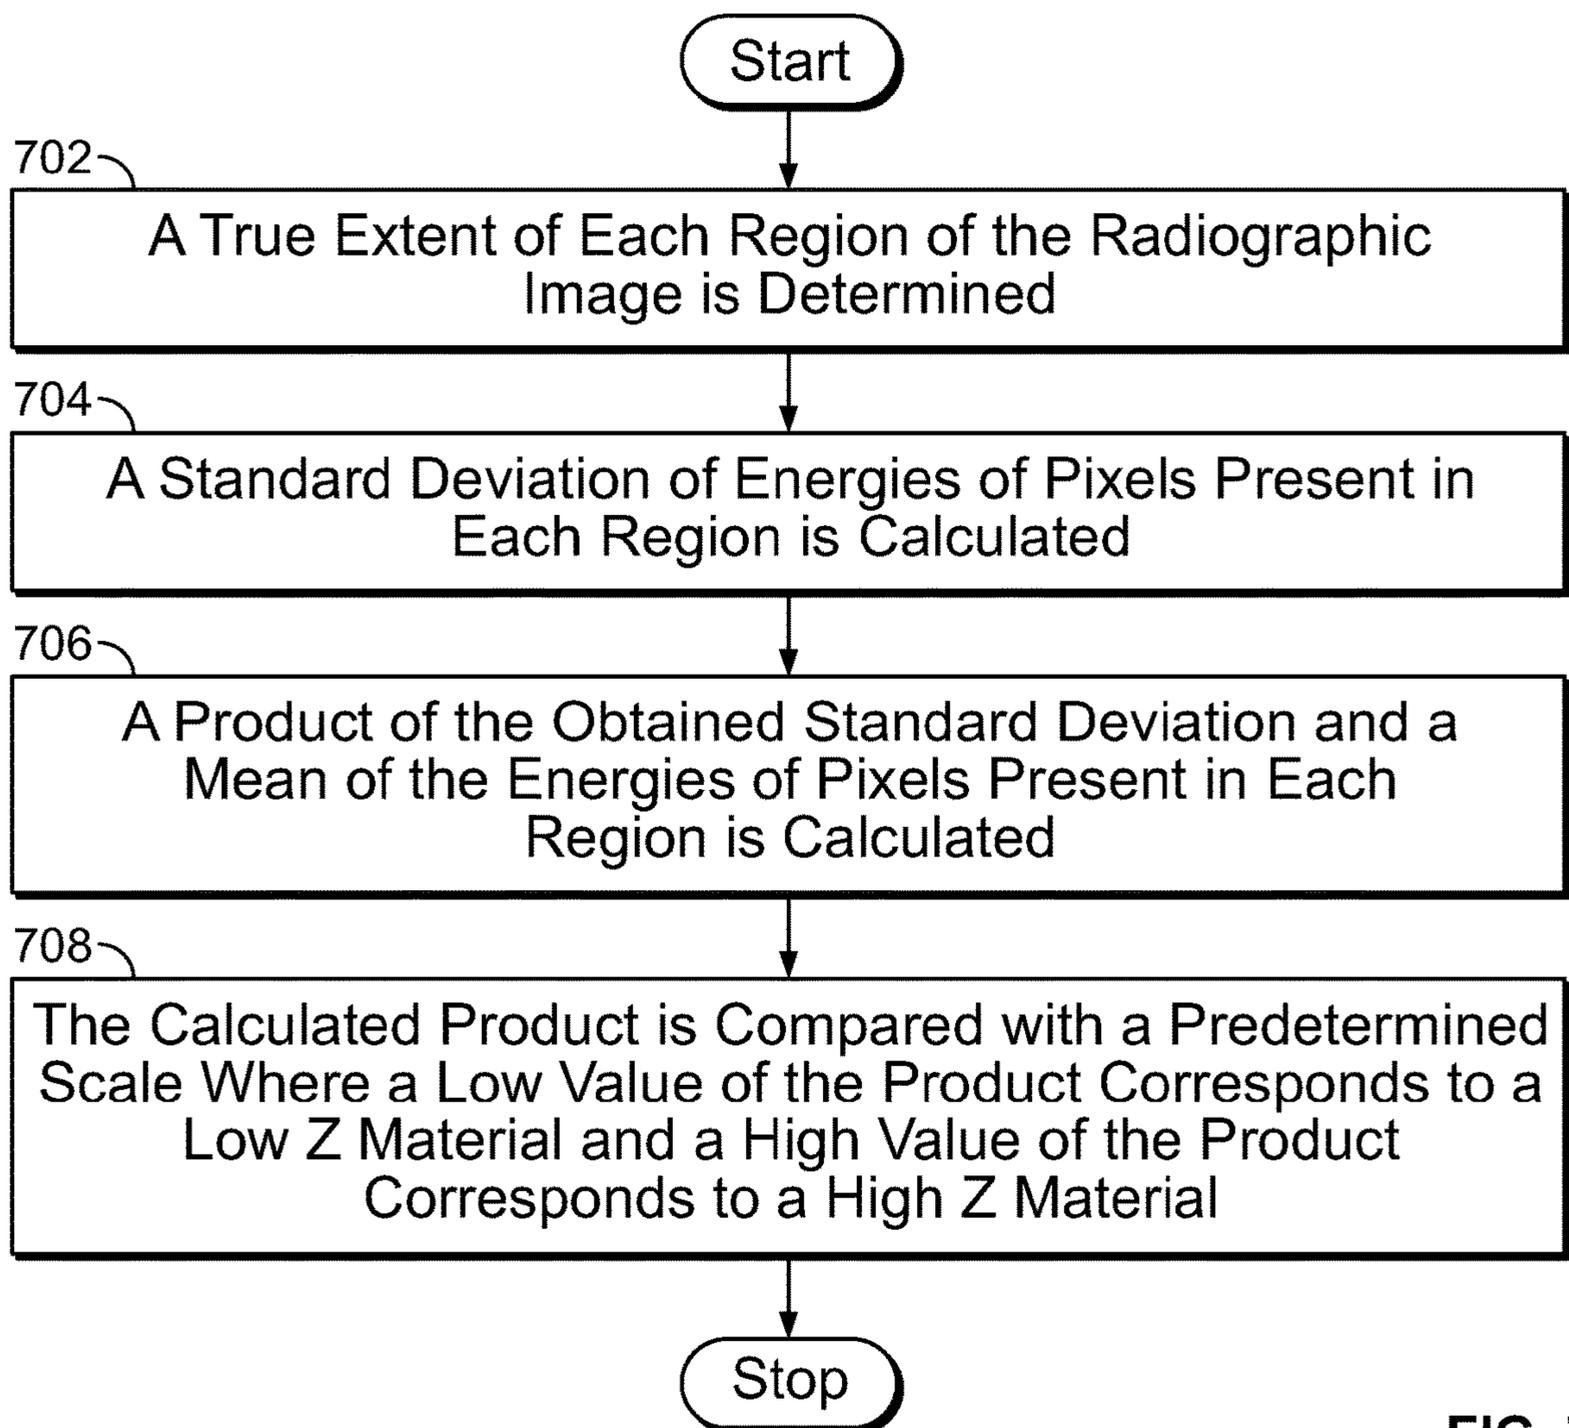 Start
702
A True Extent of Each Region of the Radiographic
Image is Determined
704
A Standard Deviation of Energies of Pixels Present in
Each Region is Calculated
706
A Product of the Obtained Standard Deviation and a
Mean of the Energies of Pixels Present in Each
Region is Calculated
708
The Calculated Product is Compared with a Predetermined
Scale Where a Low Value of the Product Corresponds to a
Low Z Material and a High Value of the Product
Corresponds to a High Z Material
Stop
FIG.